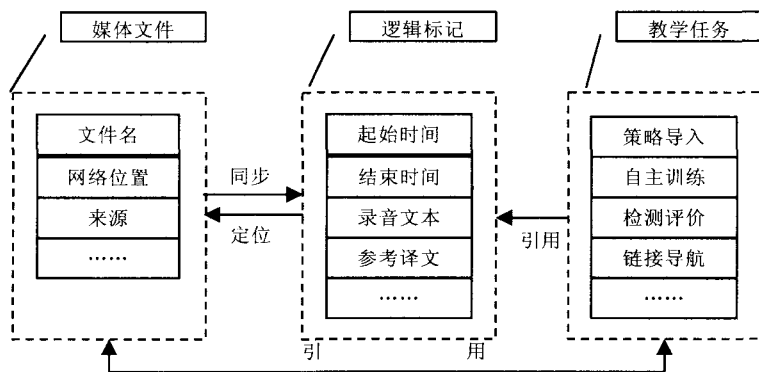 媒体文件
逻辑标记
教学任务
文件名
网络位置
来源
……
同步
定位
起始时间
结束时间
录音文本
参考译文
……
引用
策略导入
自主训练
检测评价
链接导航
……
引 用